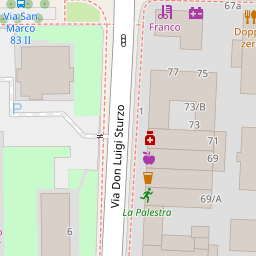 Via San
Marco
83 II
67a
Franco
Dopp
zer
77
75
73/B
1
73
71
69
69/A
La Palestra
Via Don Luigi Sturzo
6